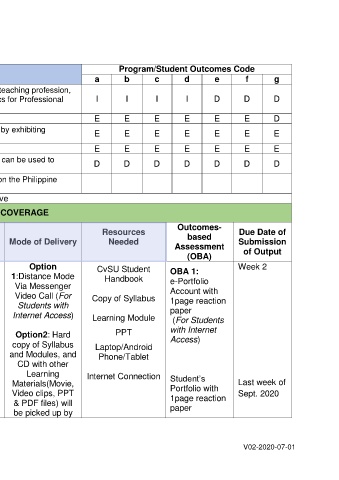 Program/Student Outcomes Code
a b c d e f g
teaching profession,
cs for Professional
I I I I D D D
E E E E E E D
by exhibiting
E E E E E E E
E E E E E E E
can be used to
D D D D D D D
on the Philippine
ve
COVERAGE
Mode of Delivery
Resources
Needed
Outcomes-
based
Assessment
(OBA)
Due Date of
Submission
of Output
Option
1:Distance Mode
Via Messenger
Video Call (For
Students with
Internet Access)
Option2: Hard
copy of Syllabus
and Modules, and
CD with other
Learning
Materials(Movie,
Video clips, PPT
& PDF files) will
be picked up by
CvSU Student
Handbook
Copy of Syllabus
Learning Module
PPT
Laptop/Android
Phone/Tablet
Internet Connection
OBA 1:
e-Portfolio
Account with
1page reaction
paper
(For Students
with Internet
Access)
Student's
Portfolio with
1page reaction
paper
Week 2
Last week of
Sept. 2020
V02-2020-07-01